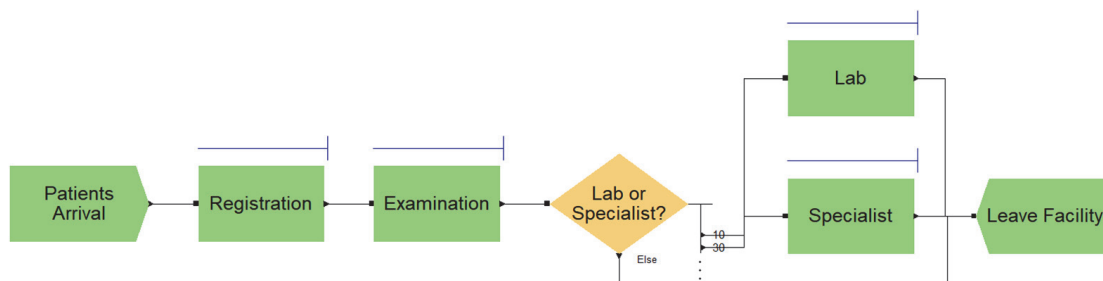 Lab
Patients
Arrival
Registration
Examination
Lab or
Specialist?
Specialist
Leave Facility
10
30
Else